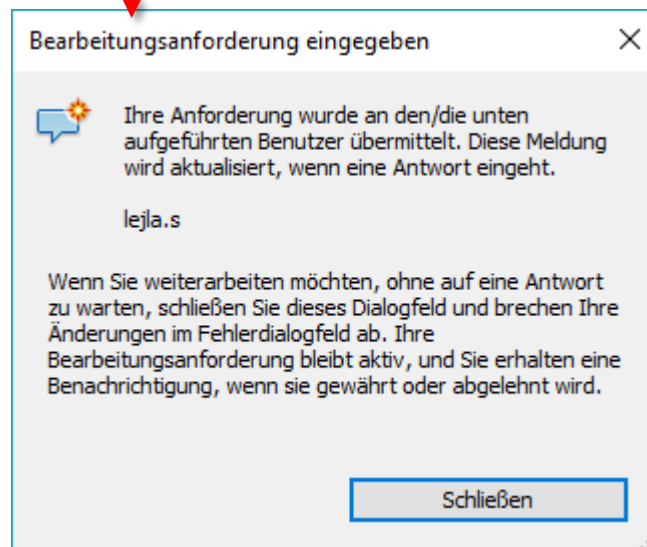 Bearbeitungsanforderung eingegeben
Ihre Anforderung wurde an den/die unten
aufgeführten Benutzer übermittelt. Diese Meldung
wird aktualisiert, wenn eine Antwort eingeht.
lejla.s
Wenn Sie weiterarbeiten möchten, ohne auf eine Antwort
zu warten, schließen Sie dieses Dialogfeld und brechen Ihre
Änderungen im Fehlerdialogfeld ab. Ihre
Bearbeitungsanforderung bleibt aktiv, und Sie erhalten eine
Benachrichtigung, wenn sie gewährt oder abgelehnt wird.
Schließen